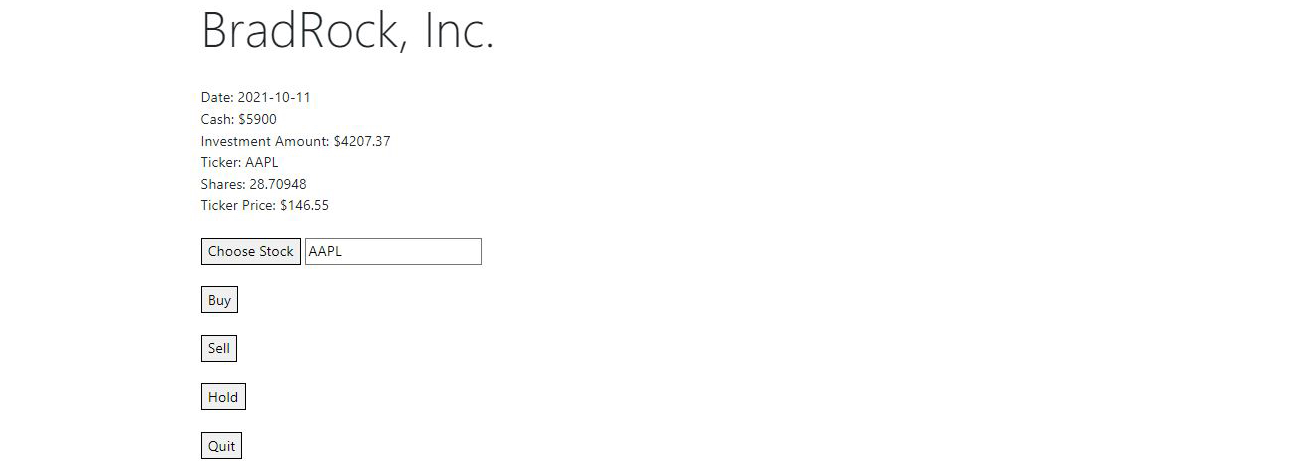 BradRock, Inc.
Date: 2021-10-11
Cash: $5900
Investment Amount: $4207.37
Ticker: AAPL
Shares: 28.70948
Ticker Price: $146.55
Choose Stock AAPL
Buy
Sell
Hold
Quit